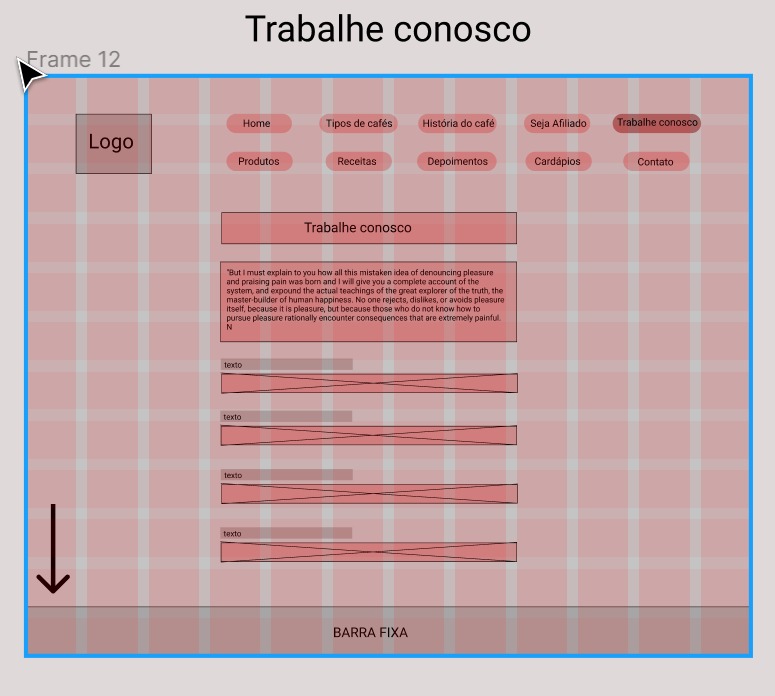 Trabalhe conosco
Frame 12
Logo
Home
Tipos de cafés
História do café
Seja Afiliado
Trabalhe conosco
Produtos
Receitas
Depoimentos
Cardápios
Contato
Trabalhe conosco
"But I must explain to you how all this mistaken idea of denouncing pleasure
and praising pain was born and I will give you a complete account of the
system, and expound the actual teachings of the great explorer of the truth, the
master-builder of human happiness. No one rejects, dislikes, or avoids pleasure
itself, because it is pleasure, but because those who do not know how to
pursue pleasure rationally encounter consequences that are extremely painful.
N
texto
texto
texto
texto
BARRA FIXA